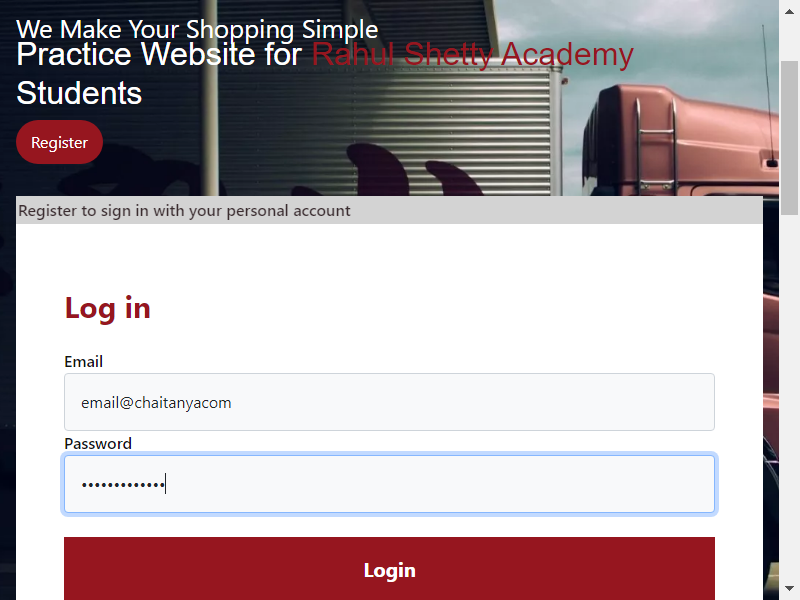 We Make Your Shopping Simple
Practice Website for Rahul Shetty Academy
Students
Register
Register to sign in with your personal account
Log in
Email
email@chaitanyacom
Password
•••••••••••••
Login